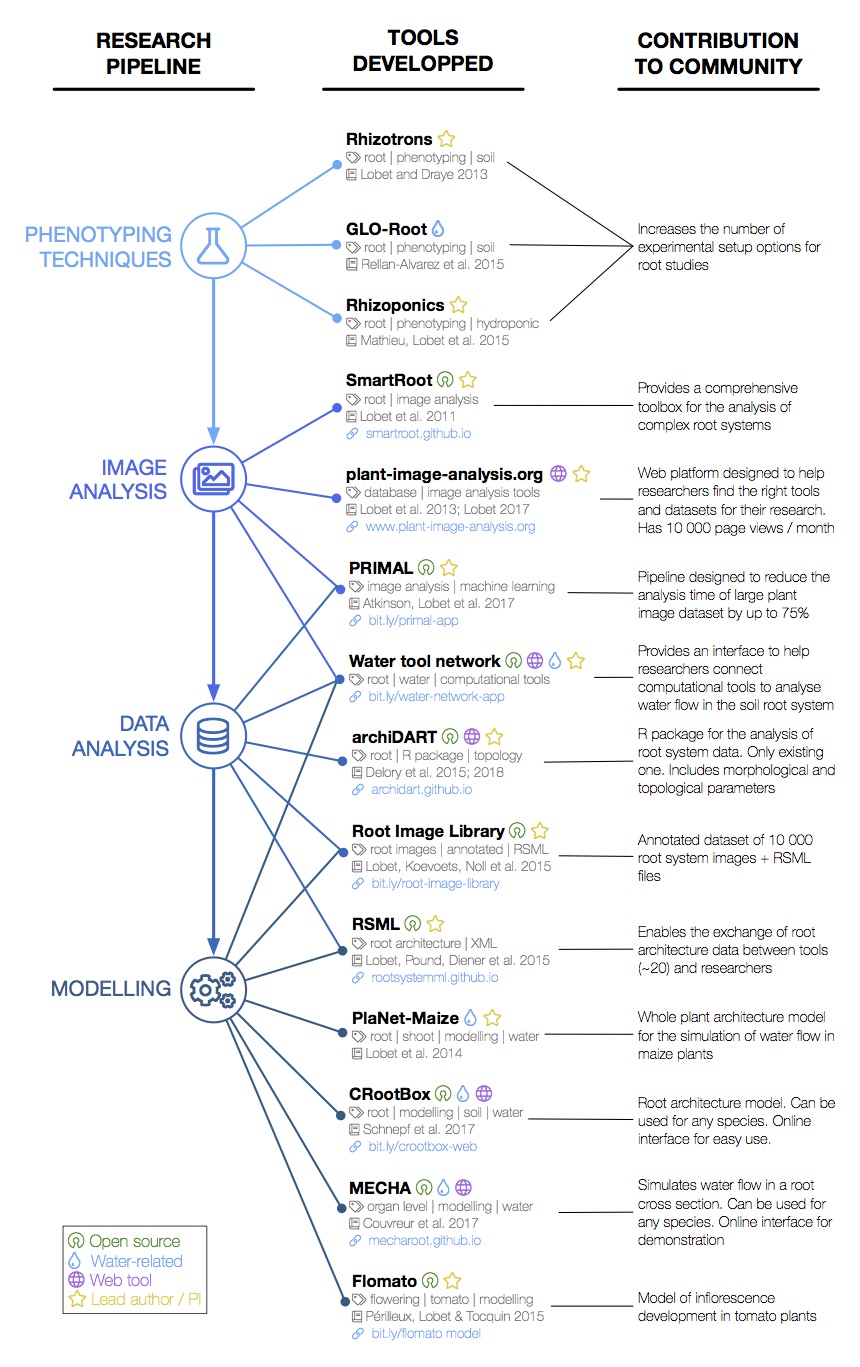 RESEARCH
PIPELINE
TOOLS
DEVELOPPED
CONTRIBUTION
TO COMMUNITY
PHENOTYPING
TECHNIQUES
Rhizotrons
root | phenotyping | soil
Lobet and Draye 2013
GLO-Root
root | phenotyping | soil
Rellan-Alvarez et al. 2015
Rhizoponics
root | phenotyping | hydroponic
Mathieu, Lobet et al. 2015
Increases the number of
experimental setup options for
root studies
IMAGE
ANALYSIS
SmartRoot
root | image analysis
Lobet et al. 2011
smartroot.github.io
Provides a comprehensive
toolbox for the analysis of
complex root systems
plant-image-analysis.org
database | image analysis tools
Lobet et al. 2013; Lobet 2017
www.plant-image-analysis.org
Web platform designed to help
researchers find the right tools
and datasets for their research.
Has 10 000 page views / month
PRIMAL
image analysis | machine learning
Atkinson, Lobet et al. 2017
bit.ly/primal-app
Pipeline designed to reduce the
analysis time of large plant
image dataset by up to 75%
Water tool network
root | water | computational tools
bit.ly/water-network-app
Provides an interface to help
researchers connect
computational tools to analyse
water flow in the soil root system
DATA
ANALYSIS
archiDART
root | R package | topology
Delory et al. 2015; 2018
archidart.github.io
R package for the analysis of
root system data. Only existing
one. Includes morphological and
topological parameters
Root Image Library
root images | annotated | RSML
Lobet, Koevoets, Noll et al. 2015
bit.ly/root-image-library
Annotated dataset of 10 000
root system images + RSML
files
RSML
root architecture | XML
Lobet, Pound, Diener et al. 2015
rootsystemml.github.io
Enables the exchange of root
architecture data between tools
(~20) and researchers
MODELLING
PlaNet-Maize
root | shoot | modelling | water
Lobet et al. 2014
Whole plant architecture model
for the simulation of water flow in
maize plants
CRootBox
root | modelling | soil | water
Schnepf et al. 2017
bit.ly/crootbox-web
Root architecture model. Can be
used for any species. Online
interface for easy use.
MECHA
organ level | modelling | water
Couvreur et al. 2017
mecharoot.github.io
Simulates water flow in a root
cross section. Can be used for
any species. Online interface for
demonstration
Flomato
flowering | tomato | modelling
Périlleux, Lobet & Tocquin 2015
bit.ly/flomato model
Model of inflorescence
development in tomato plants
Open source
Water-related
Web tool
Lead author / PI